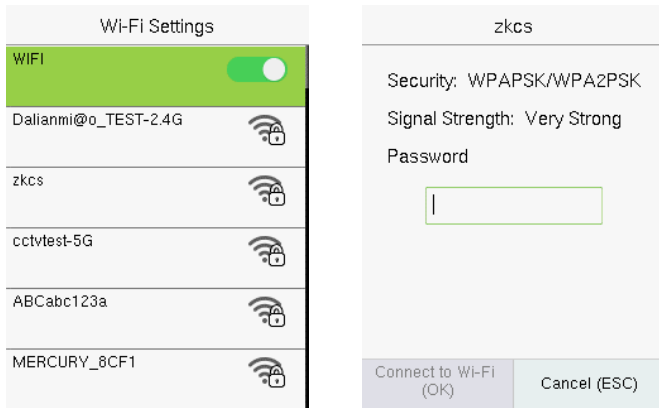 Wi-Fi Settings
WIFI
Dalianmi@o_TEST-2.4G
zkcs
cctvtest-5G
ABCabc123a
MERCURY_8CF1
zkcs
Security: WPAPSK/WPA2PSK
Signal Strength: Very Strong
Password
Connect to Wi-Fi
(OK)
Cancel (ESC)